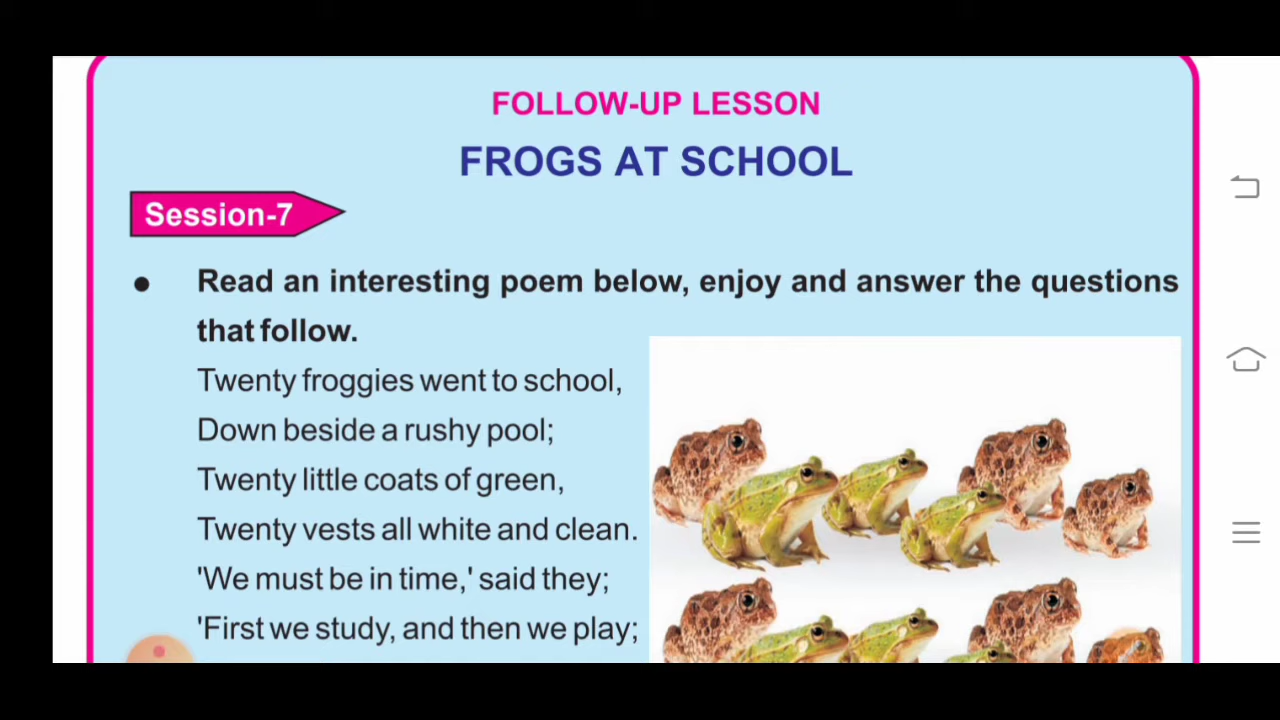 FOLLOW-UP LESSON
FROGS AT SCHOOL
Session-7
● Read an interesting poem below, enjoy and answer the questions
that follow.
Twenty froggies went to school,
Down beside a rushy pool;
Twenty little coats of green,
Twenty vests all white and clean.
'We must be in time,' said they;
'First we study, and then we play;